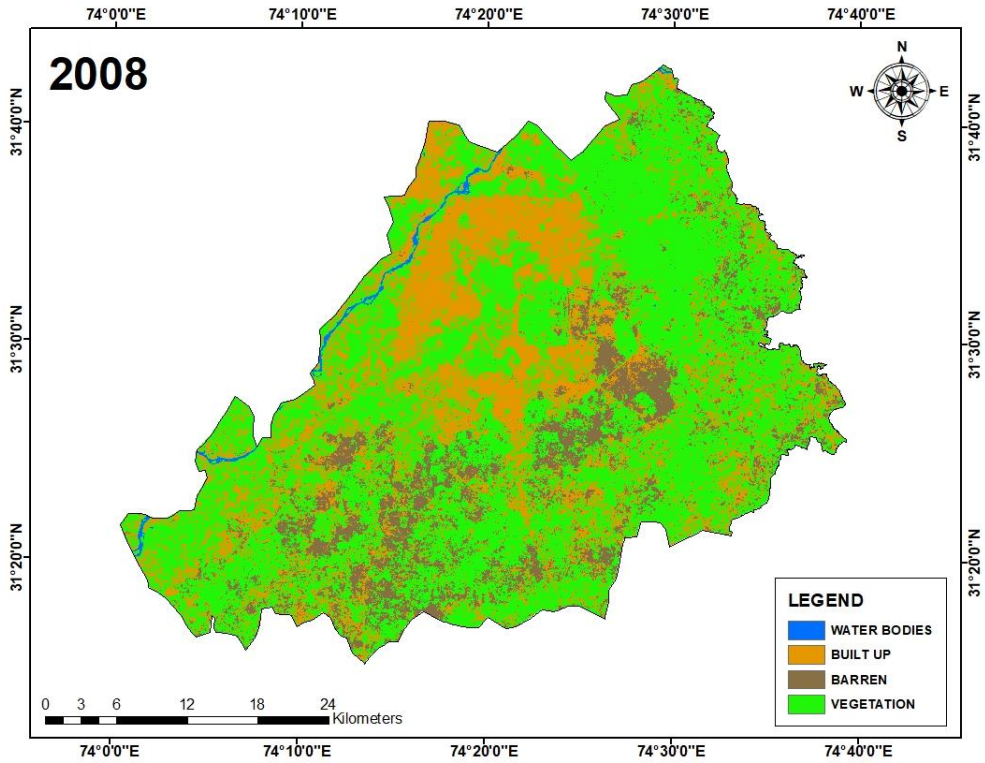 74°0'0"E 74°10'0"E 74°20'0"E 74°30'0"E 74°40'0"E
2008
N
W E
S
31°40'0"N 31°40'0"N
31°30'0"N 31°30'0"N
31°20'0"N 31°20'0"N
LEGEND
WATER BODIES
BUILT UP
BARREN
VEGETATION
0 3 6 12 18 24
Kilometers
74°0'0"E 74°10'0"E 74°20'0"E 74°30'0"E 74°40'0"E